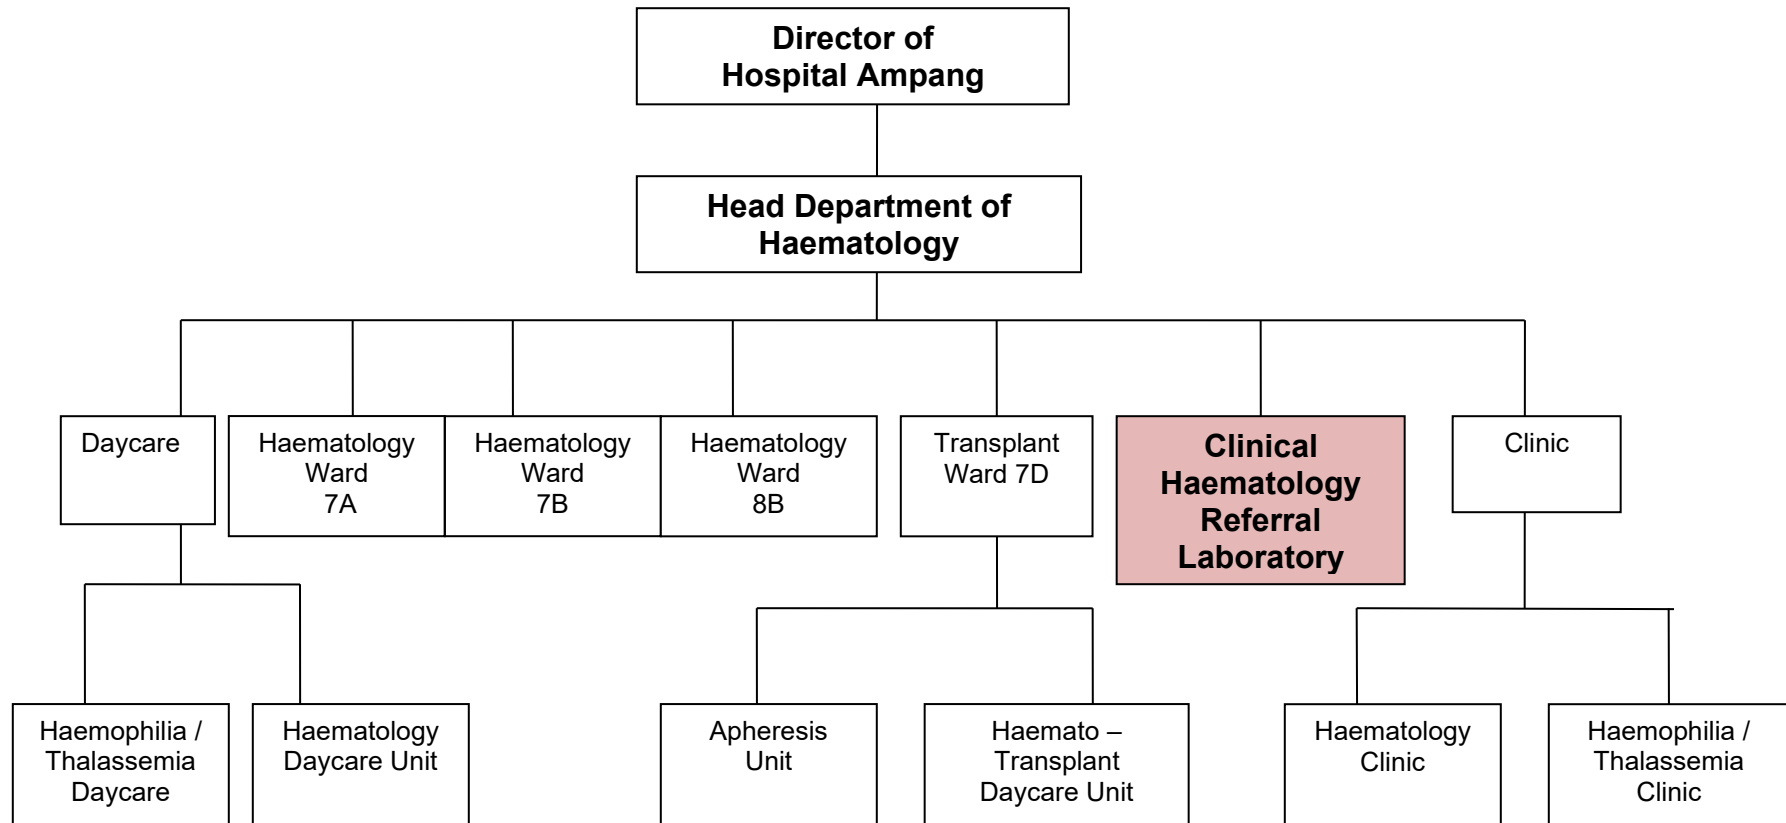 Director of
Hospital Ampang
Head Department of
Haematology
Daycare
Haematology
Ward
7A
Haematology
Ward
7B
Haematology
Ward
8B
Transplant
Ward 7D
Clinical
Haematology
Referral
Laboratory
Clinic
Haemophilia /
Thalassemia
Daycare
Haematology
Daycare Unit
Apheresis
Unit
Haemato –
Transplant
Daycare Unit
Haematology
Clinic
Haemophilia /
Thalassemia
Clinic